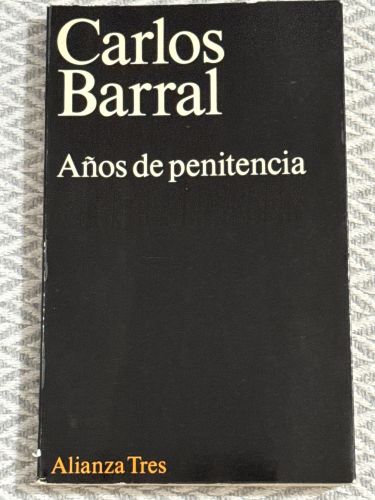 Carlos
Barral
Años de penitencia
Alianza Tres